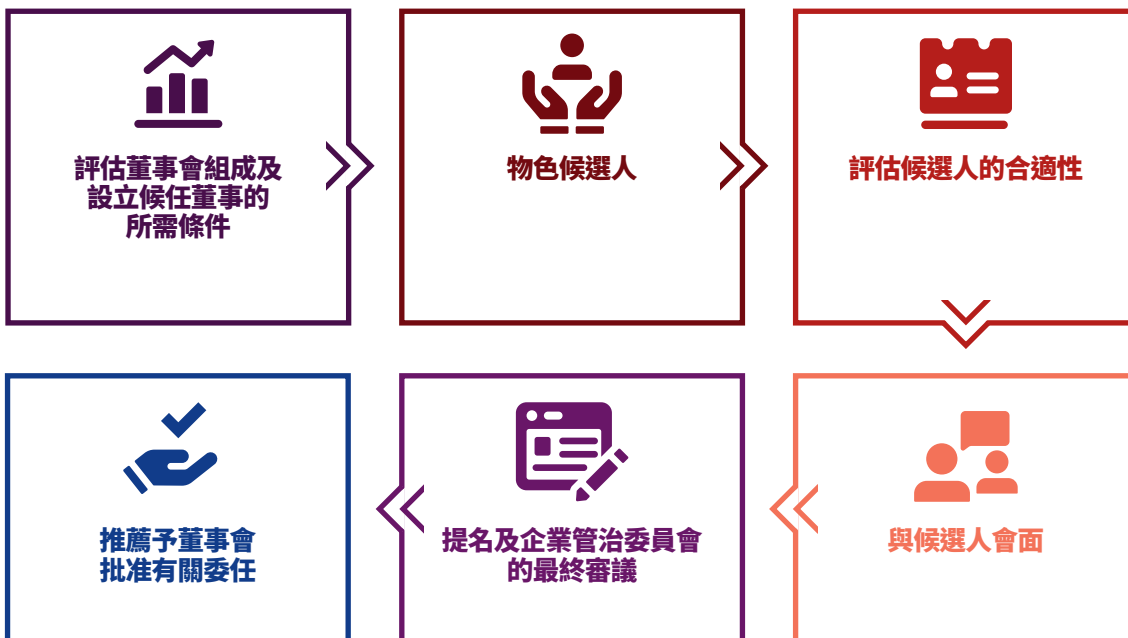 評估董事會組成及
設立候任董事的
所需條件
物色候選人
評估候選人的合適性
與候選人會面
提名及企業管治委員會
的最終審議
推薦予董事會
批准有關委任